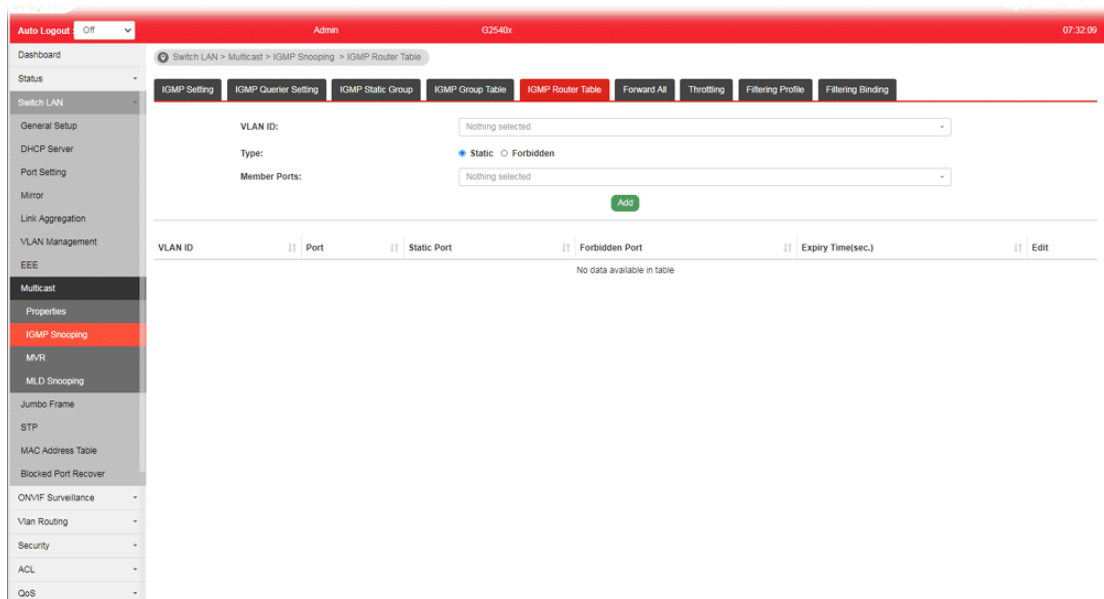 Auto Logout : Off
Admin
G2540x
07:32:09
Dashboard
Status
Switch LAN
General Setup
DHCP Server
Port Setting
Mirror
Link Aggregation
VLAN Management
EEE
Multicast
Properties
IGMP Snooping
MVR
MLD Snooping
Jumbo Frame
STP
MAC Address Table
Blocked Port Recover
ONVIF Surveillance
Vlan Routing
Security
ACL
QoS
Switch LAN > Multicast > IGMP Snooping > IGMP Router Table
IGMP Setting IGMP Querier Setting IGMP Static Group IGMP Group Table IGMP Router Table Forward All Throttling Filtering Profile Filtering Binding
VLAN ID: Nothing selected
Type: Static Forbidden
Member Ports: Nothing selected
Add
VLAN ID Port Static Port Forbidden Port Expiry Time(sec.) Edit
No data available in table